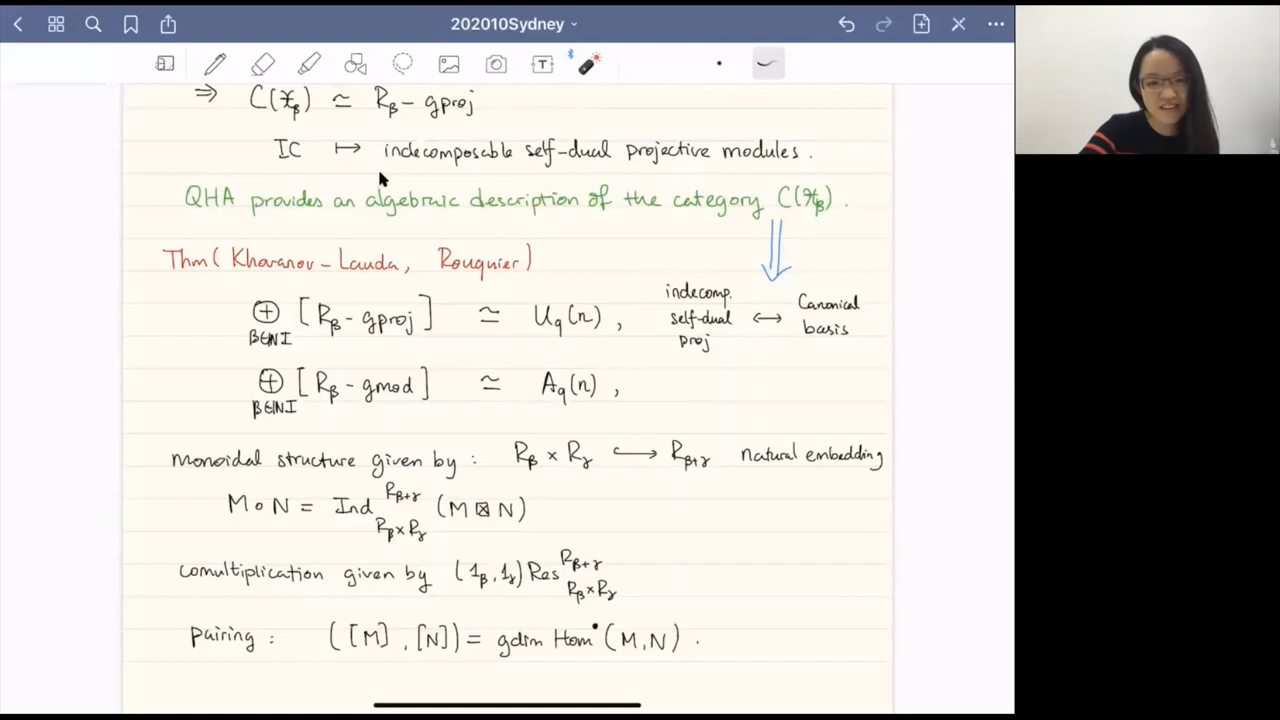 202010Sydney
⇒ C(𝒳_β) ≃ R_β - gproj
IC ↦ indecomposable self-dual projective modules.
QHA provides an algebraic description of the category C(𝒳_β).
Thm (Khovanov-Lauda, Rouquier)
⊕_{β∈ℕI} [R_β - gproj] ≃ U_q(n), indecomp. self-dual proj ↔ Canonical basis
⊕_{β∈ℕI} [R_β - gmod] ≃ A_q(n),
monoidal structure given by : R_β × R_γ ↪ R_{β+γ} natural embedding
M ∘ N = Ind^{R_{β+γ}}_{R_β×R_γ} (M ⊠ N)
comultiplication given by (1_β, 1_γ) Res^{R_{β+γ}}_{R_β×R_γ}
pairing : ([M], [N]) = gdim Hom^• (M, N).